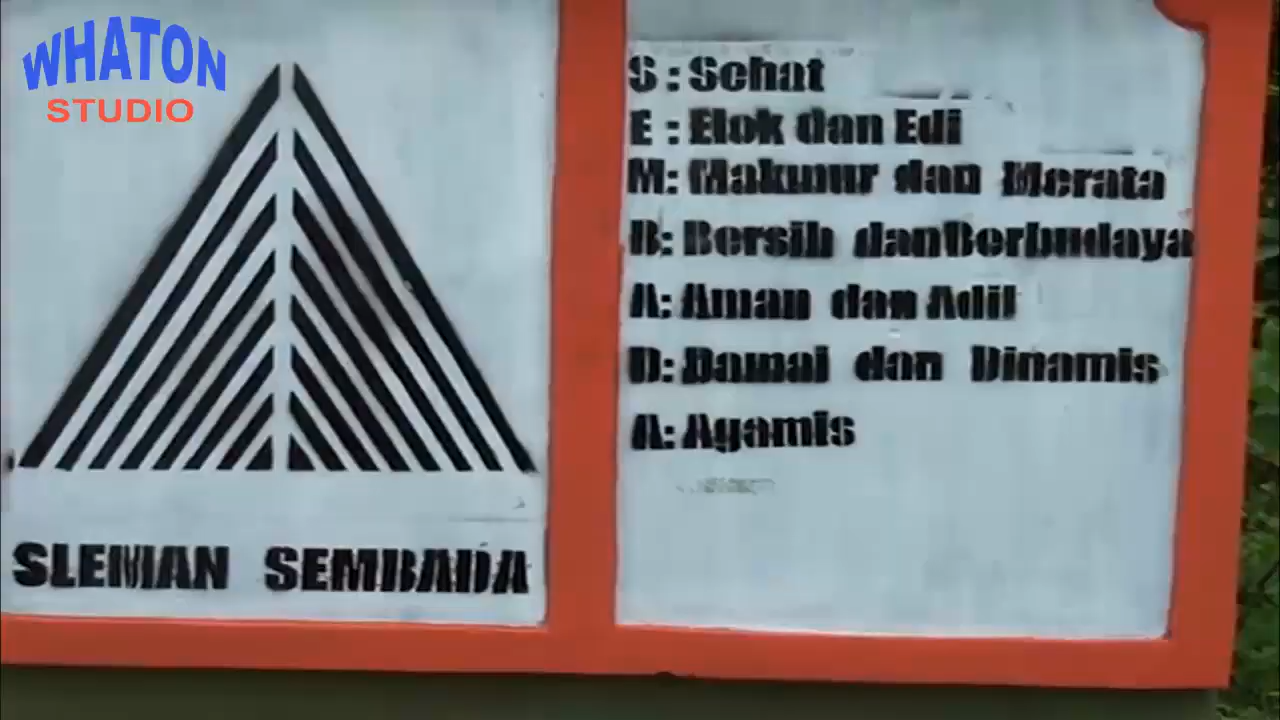 WHATON
STUDIO
SLEMAN SEMBADA
S : Sehat
E : Elok dan Edi
M: Makmur dan Merata
B: Bersih danBerbudaya
A: Aman dan Adil
D: Damai dan Dinamis
A: Agamis